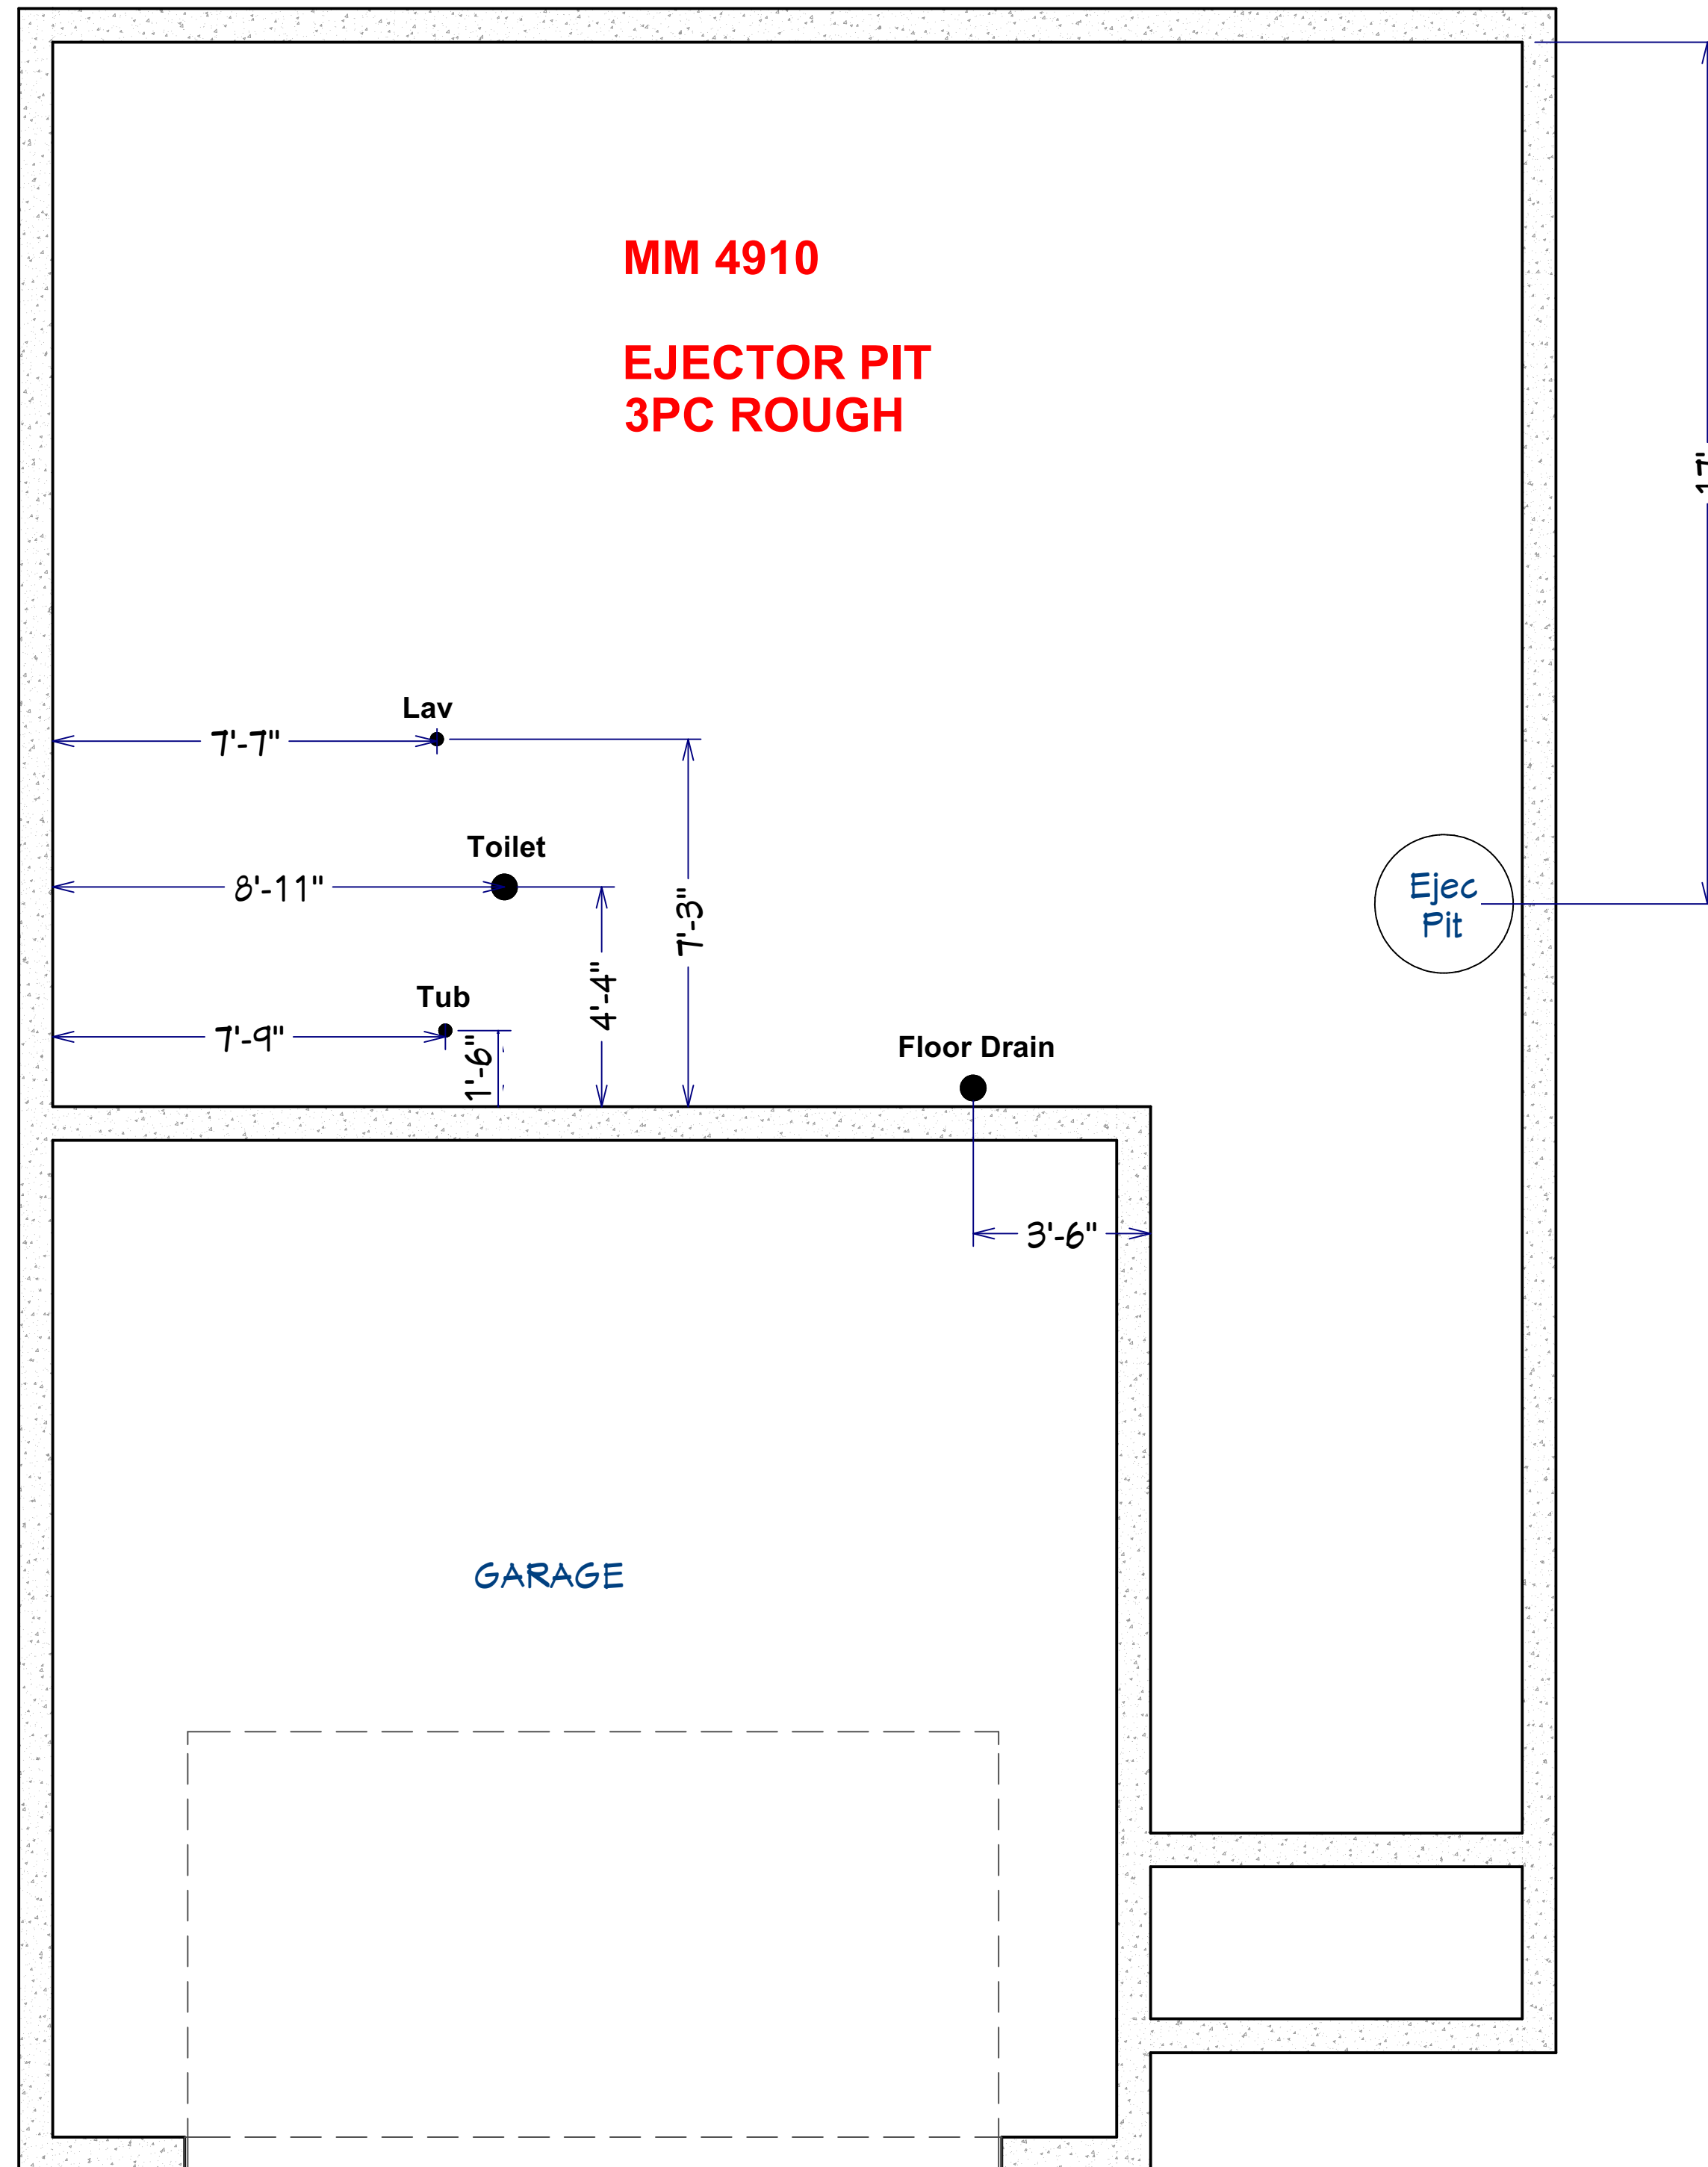 MM 4910
EJECTOR PIT
3PC ROUGH
17'
Lav
7'-7"
Toilet
8'-11"
7'-3"
Ejec
Pit
4'-4"
Tub
7'-9"
1'-6"
Floor Drain
3'-6"
GARAGE